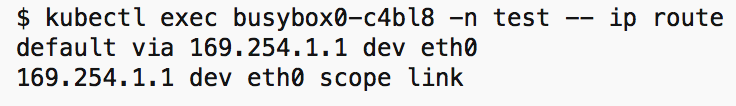 $ kubectl exec busybox0-c4bl8 -n test -- ip route
default via 169.254.1.1 dev eth0
169.254.1.1 dev eth0 scope link